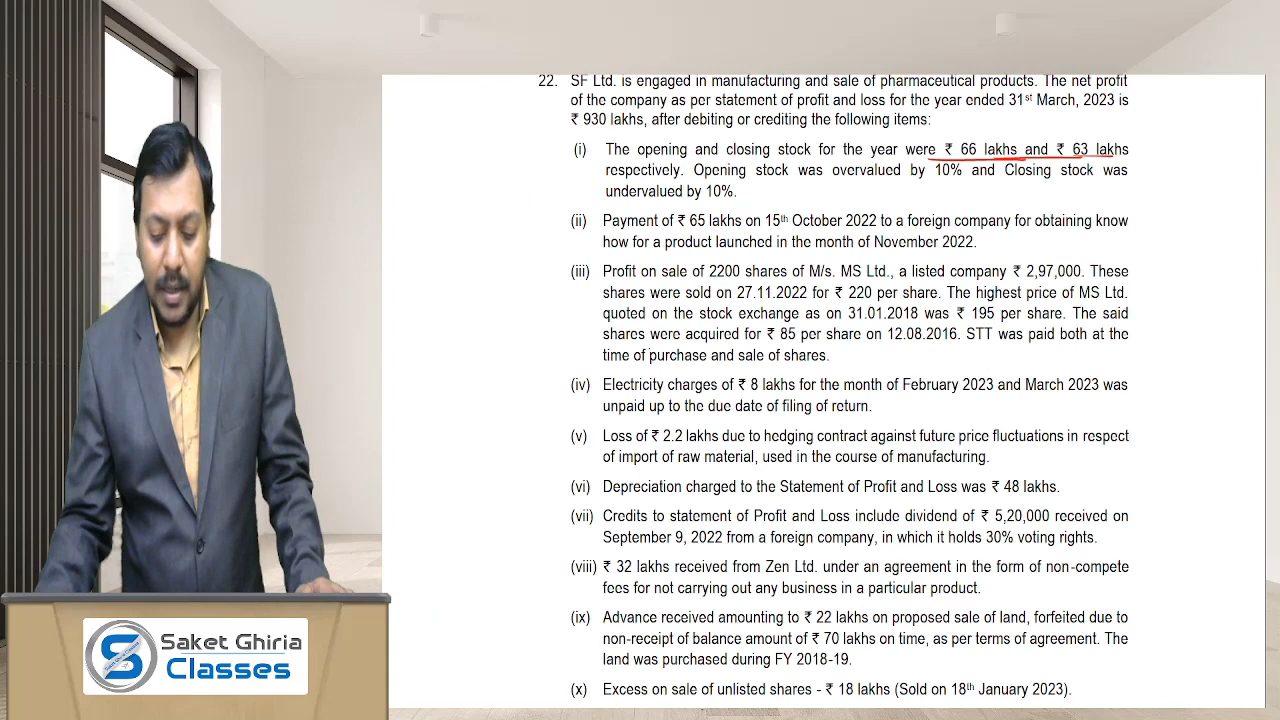 22. SF Ltd. is engaged in manufacturing and sale of pharmaceutical products. The net profit
of the company as per statement of profit and loss for the year ended 31st March, 2023 is
₹ 930 lakhs, after debiting or crediting the following items:
(i) The opening and closing stock for the year were ₹ 66 lakhs and ₹ 63 lakhs
respectively. Opening stock was overvalued by 10% and Closing stock was
undervalued by 10%.
(ii) Payment of ₹ 65 lakhs on 15th October 2022 to a foreign company for obtaining know
how for a product launched in the month of November 2022.
(iii) Profit on sale of 2200 shares of M/s. MS Ltd., a listed company ₹ 2,97,000. These
shares were sold on 27.11.2022 for ₹ 220 per share. The highest price of MS Ltd.
quoted on the stock exchange as on 31.01.2018 was ₹ 195 per share. The said
shares were acquired for ₹ 85 per share on 12.08.2016. STT was paid both at the
time of purchase and sale of shares.
(iv) Electricity charges of ₹ 8 lakhs for the month of February 2023 and March 2023 was
unpaid up to the due date of filing of return.
(v) Loss of ₹ 2.2 lakhs due to hedging contract against future price fluctuations in respect
of import of raw material, used in the course of manufacturing.
(vi) Depreciation charged to the Statement of Profit and Loss was ₹ 48 lakhs.
(vii) Credits to statement of Profit and Loss include dividend of ₹ 5,20,000 received on
September 9, 2022 from a foreign company, in which it holds 30% voting rights.
(viii) ₹ 32 lakhs received from Zen Ltd. under an agreement in the form of non-compete
fees for not carrying out any business in a particular product.
(ix) Advance received amounting to ₹ 22 lakhs on proposed sale of land, forfeited due to
non-receipt of balance amount of ₹ 70 lakhs on time, as per terms of agreement. The
land was purchased during FY 2018-19.
(x) Excess on sale of unlisted shares - ₹ 18 lakhs (Sold on 18th January 2023).
Saket Ghiria
Classes